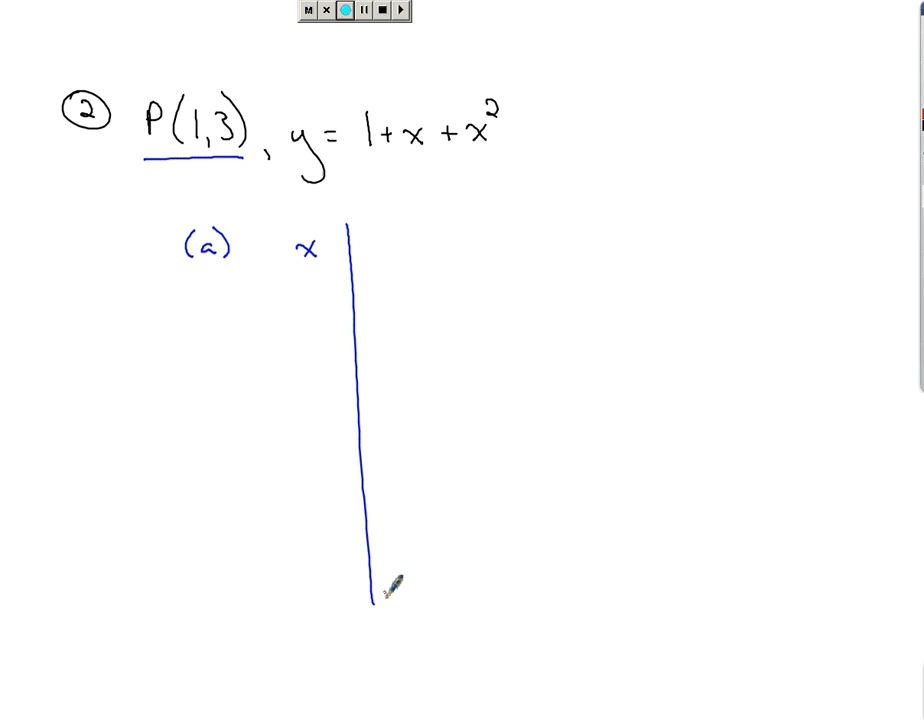 M
② P(1,3), y = 1 + x + x²
(a) x